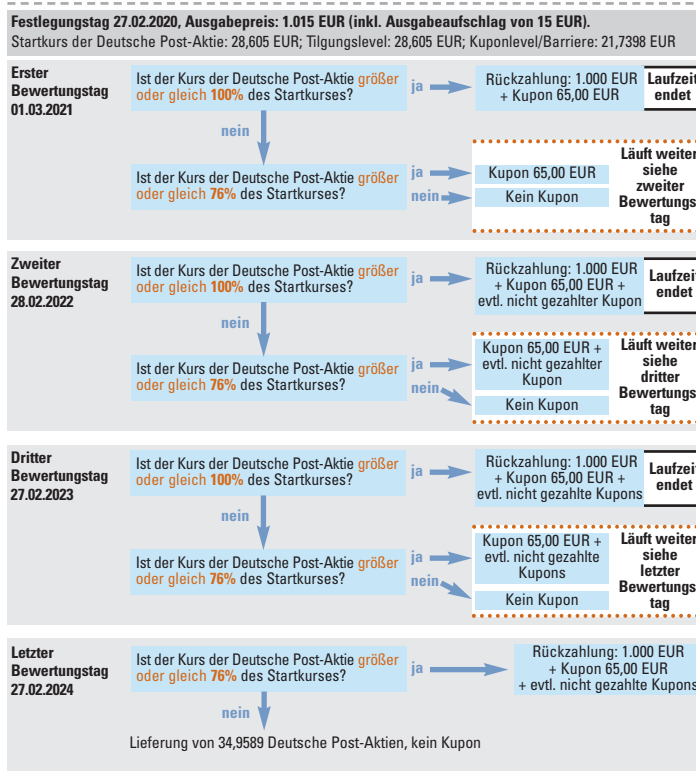 Festlegungstag 27.02.2020, Ausgabepreis: 1.015 EUR (inkl. Ausgabeaufschlag von 15 EUR).
Startkurs der Deutsche Post-Aktie: 28,605 EUR; Tilgungslevel: 28,605 EUR; Kuponlevel/Barriere: 21,7398 EUR
Erster
Bewertungstag
01.03.2021
Ist der Kurs der Deutsche Post-Aktie größer
oder gleich 100% des Startkurses?
ja
Rückzahlung: 1.000 EUR
+ Kupon 65,00 EUR
Laufzeit
endet
nein
Ist der Kurs der Deutsche Post-Aktie größer
oder gleich 76% des Startkurses?
ja
Kupon 65,00 EUR
nein
Kein Kupon
Läuft weiter
siehe
zweiter
Bewertungs
tag
Zweiter
Bewertungstag
28.02.2022
Ist der Kurs der Deutsche Post-Aktie größer
oder gleich 100% des Startkurses?
ja
Rückzahlung: 1.000 EUR
+ Kupon 65,00 EUR +
evtl. nicht gezahlter Kupon
Laufzeit
endet
nein
Ist der Kurs der Deutsche Post-Aktie größer
oder gleich 76% des Startkurses?
ja
Kupon 65,00 EUR +
evtl. nicht gezahlter
Kupon
nein
Kein Kupon
Läuft weiter
siehe
dritter
Bewertungs
tag
Dritter
Bewertungstag
27.02.2023
Ist der Kurs der Deutsche Post-Aktie größer
oder gleich 100% des Startkurses?
ja
Rückzahlung: 1.000 EUR
+ Kupon 65,00 EUR +
evtl. nicht gezahlte Kupons
Laufzeit
endet
nein
Ist der Kurs der Deutsche Post-Aktie größer
oder gleich 76% des Startkurses?
ja
Kupon 65,00 EUR +
evtl. nicht gezahlte
Kupons
nein
Kein Kupon
Läuft weiter
siehe
letzter
Bewertungs
tag
Letzter
Bewertungstag
27.02.2024
Ist der Kurs der Deutsche Post-Aktie größer
oder gleich 76% des Startkurses?
ja
Rückzahlung: 1.000 EUR
+ Kupon 65,00 EUR
+ evtl. nicht gezahlte Kupons
nein
Lieferung von 34,9589 Deutsche Post-Aktien, kein Kupon